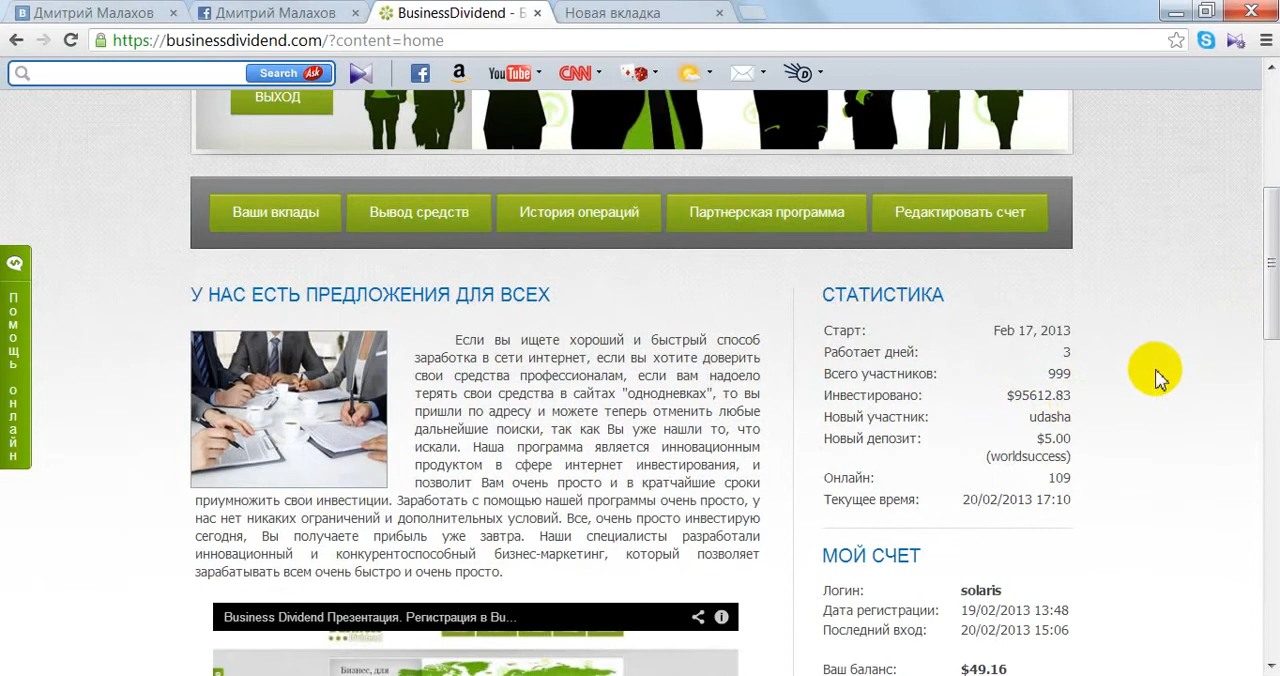 Дмитрий Малахов
Дмитрий Малахов
BusinessDividend -
Новая вкладка
https://businessdividend.com/?content=home
Search Ask
a
YouTube
CNN
ВЫХОД
Ваши вклады
Вывод средств
История операций
Партнерская программа
Редактировать счет
Помощь онлайн
У НАС ЕСТЬ ПРЕДЛОЖЕНИЯ ДЛЯ ВСЕХ
Если вы ищете хороший и быстрый способ
заработка в сети интернет, если вы хотите доверить
свои средства профессионалам, если вам надоело
терять свои средства в сайтах "однодневках", то вы
пришли по адресу и можете теперь отменить любые
дальнейшие поиски, так как Вы уже нашли то, что
искали. Наша программа является инновационным
продуктом в сфере интернет инвестирования, и
позволит Вам очень просто и в кратчайшие сроки
приумножить свои инвестиции. Заработать с помощью нашей программы очень просто, у
нас нет никаких ограничений и дополнительных условий. Все, очень просто инвестирую
сегодня, Вы получаете прибыль уже завтра. Наши специалисты разработали
инновационный и конкурентоспособный бизнес-маркетинг, который позволяет
зарабатывать всем очень быстро и очень просто.
Business Dividend Презентация. Регистрация в Bu...
Бизнес, для
СТАТИСТИКА
Старт: Feb 17, 2013
Работает дней: 3
Всего участников: 999
Инвестировано: $95612.83
Новый участник: udasha
Новый депозит: $5.00
(worldsuccess)
Онлайн: 109
Текущее время: 20/02/2013 17:10
МОЙ СЧЕТ
Логин: solaris
Дата регистрации: 19/02/2013 13:48
Последний вход: 20/02/2013 15:06
Ваш баланс: $49.16